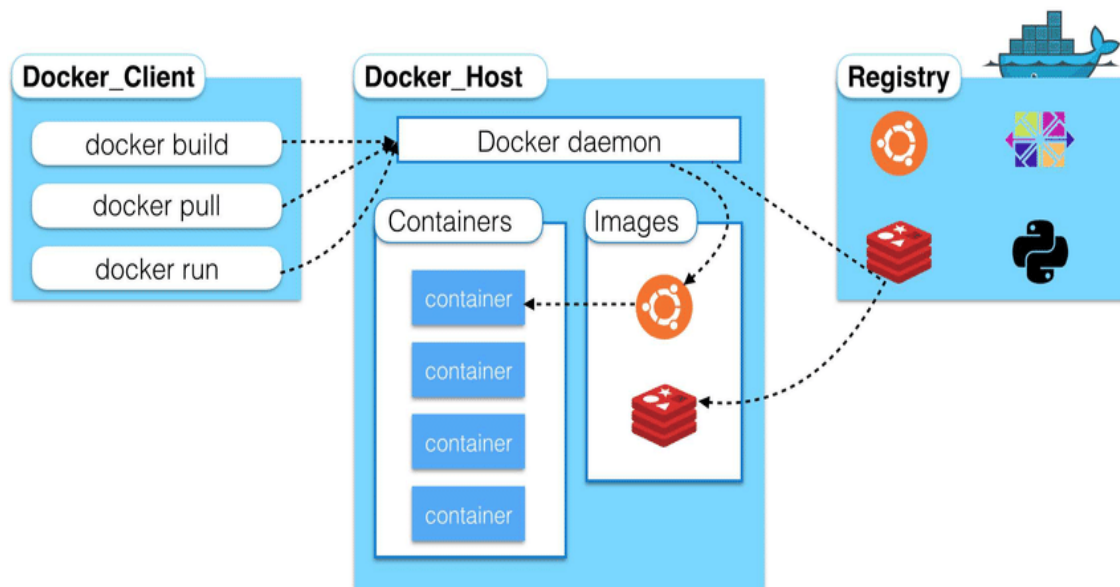 Docker_Client
docker build
docker pull
docker run
Docker_Host
Docker daemon
Containers
container
container
container
container
Images
Registry